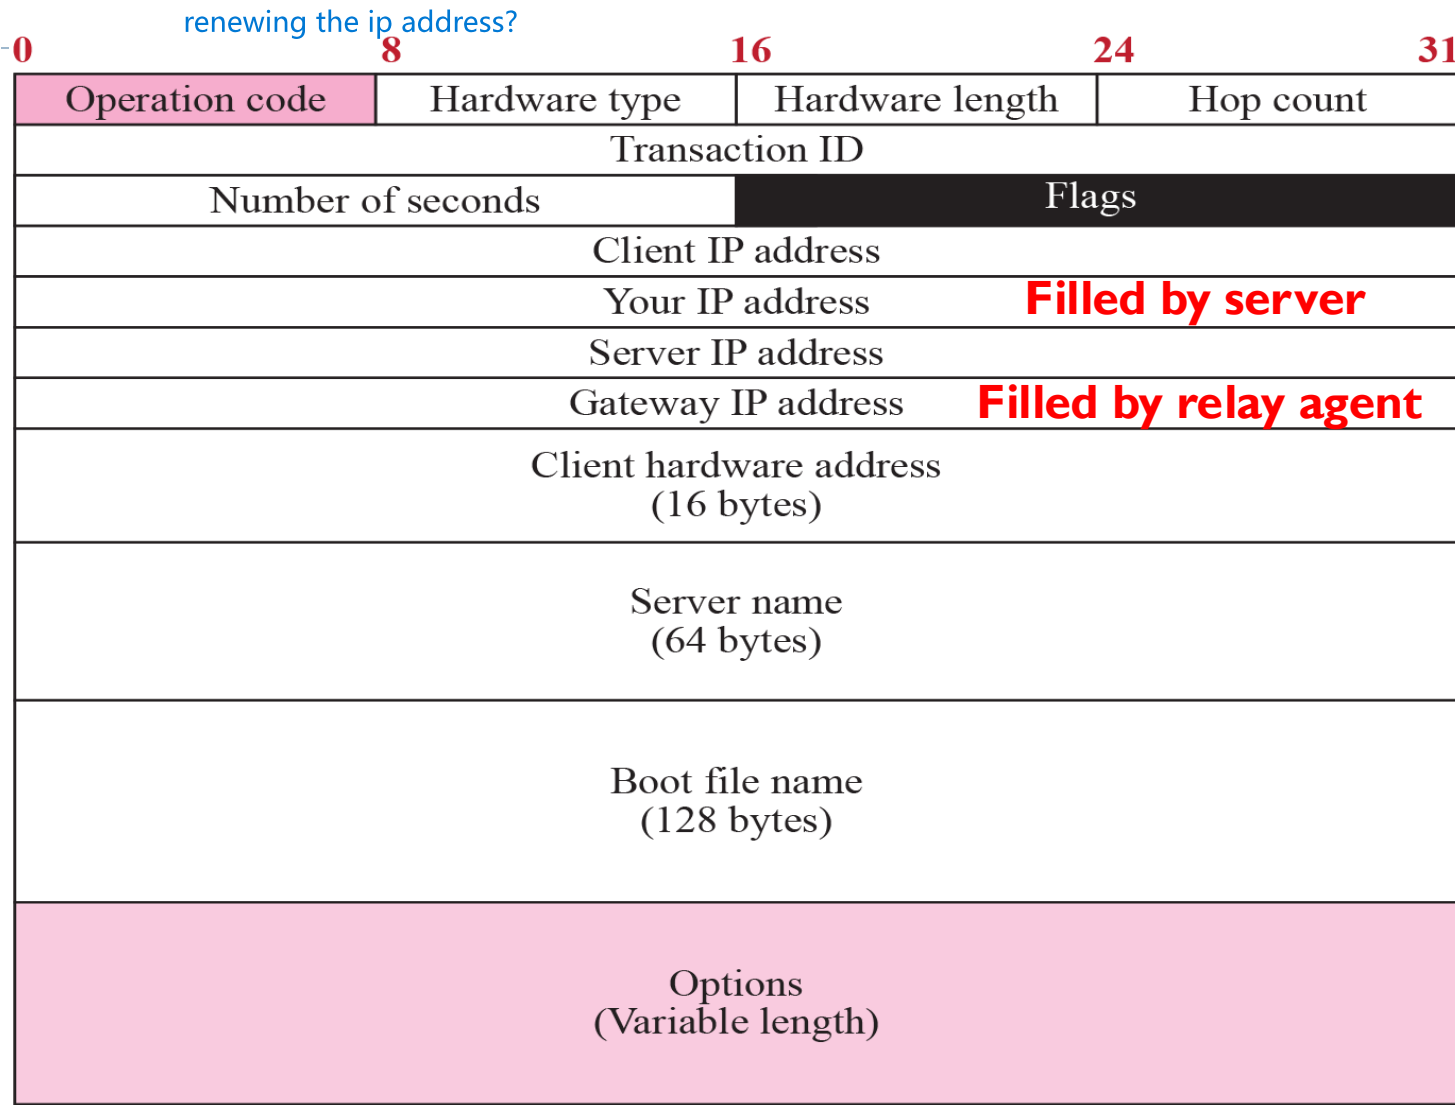 renewing the ip address?
0 8 16 24 31
Operation code Hardware type Hardware length Hop count
Transaction ID
Number of seconds Flags
Client IP address
Your IP address Filled by server
Server IP address
Gateway IP address Filled by relay agent
Client hardware address
(16 bytes)
Server name
(64 bytes)
Boot file name
(128 bytes)
Options
(Variable length)